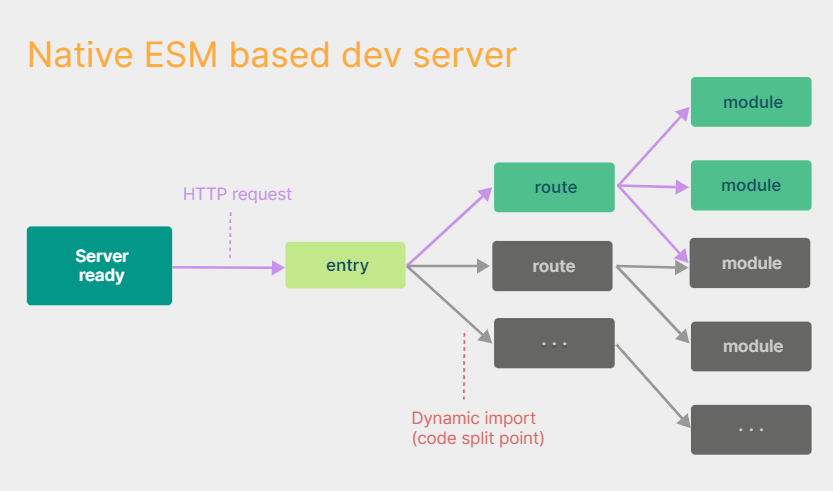 Native ESM based dev server
module
HTTP request
route
module
Server
ready
entry
route
module
...
module
Dynamic import
(code split point)
...